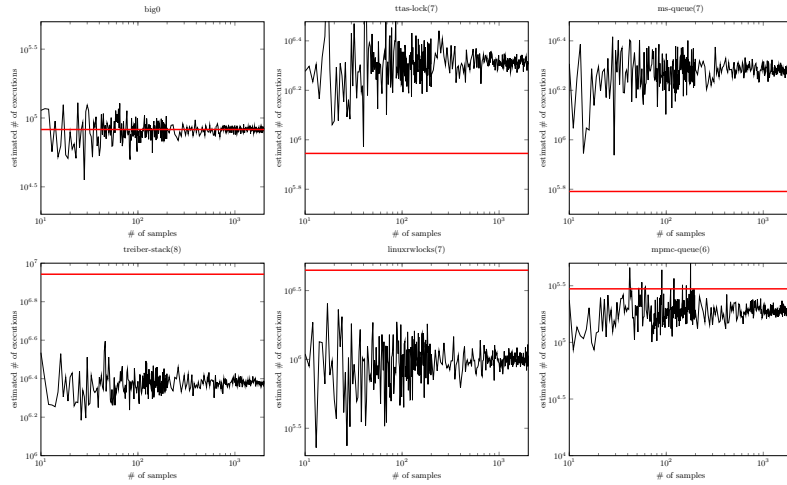 big0
estimated # of executions
10^5.5
10^5
10^4.5
10^1
10^2
10^3
# of samples
ttas-lock(7)
estimated # of executions
10^6.4
10^6.2
10^6
10^5.8
10^1
10^2
10^3
# of samples
ms-queue(7)
estimated # of executions
10^6.4
10^6.2
10^6
10^5.8
10^1
10^2
10^3
# of samples
treiber-stack(8)
estimated # of executions
10^7
10^6.8
10^6.6
10^6.4
10^6.2
10^6
10^1
10^2
10^3
# of samples
linuxrwlocks(7)
estimated # of executions
10^6.5
10^6
10^5.5
10^1
10^2
10^3
# of samples
mpmc-queue(6)
estimated # of executions
10^5.5
10^5
10^4.5
10^4
10^1
10^2
10^3
# of samples